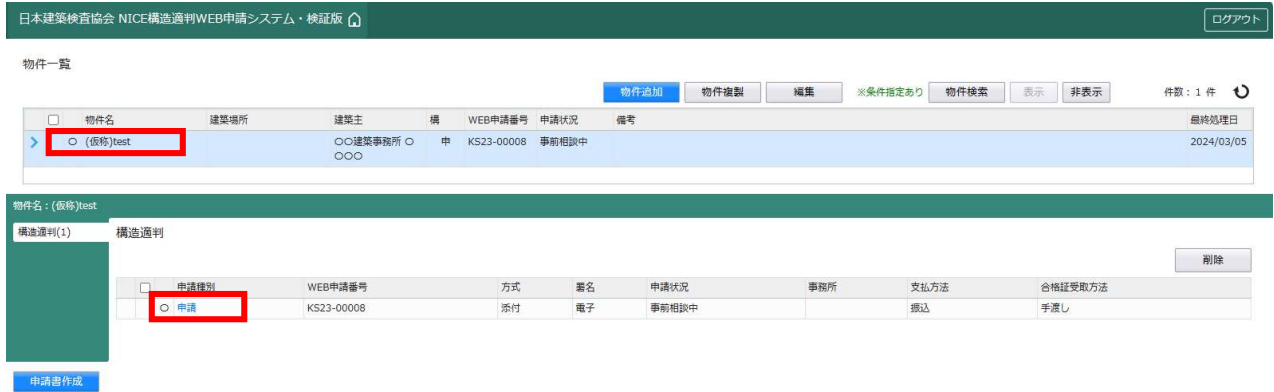 日本建築検査協会 NICE構造適判WEB申請システム・検証版
ログアウト
物件一覧
物件追加 物件複製 編集 ※条件指定あり 物件検索 表示 非表示 件数：1 件
物件名 建築場所 建築主 構 WEB申請番号 申請状況 備考 最終処理日
○ (仮称)test 〇〇建築事務所 〇 申 KS23-00008 事前相談中 2024/03/05
〇〇〇
物件名：(仮称)test
構造適判(1) 構造適判
削除
申請種別 WEB申請番号 方式 署名 申請状況 事務所 支払方法 合格証受取方法
○ 申請 KS23-00008 添付 電子 事前相談中 振込 手渡し
申請書作成